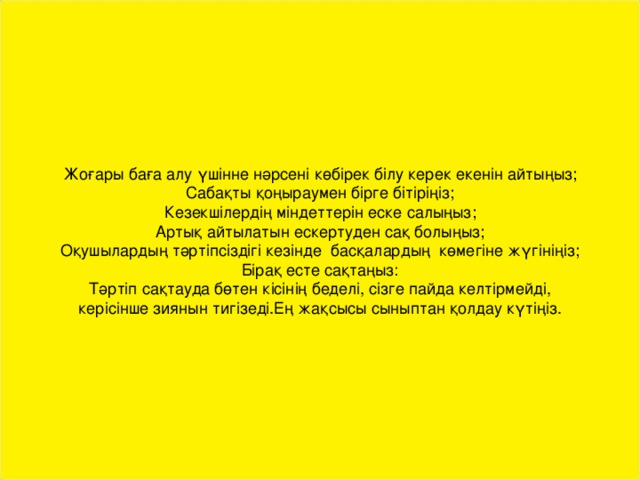 Жоғары баға алу үшінне нәрсені көбірек білу керек екенін айтыңыз;
Сабақты қоңыраумен бірге бітіріңіз;
Кезекшілердің міндеттерін еске салыңыз;
Артық айтылатын ескертуден сақ болыңыз;
Оқушылардың тәртіпсіздігі кезінде басқалардың көмегіне жүгініңіз;
Бірақ есте сақтаңыз:
Тәртіп сақтауда бөтен кісінің беделі, сізге пайда келтірмейді,
керісінше зиянын тигізеді.Ең жақсысы сыныптан қолдау күтіңіз.